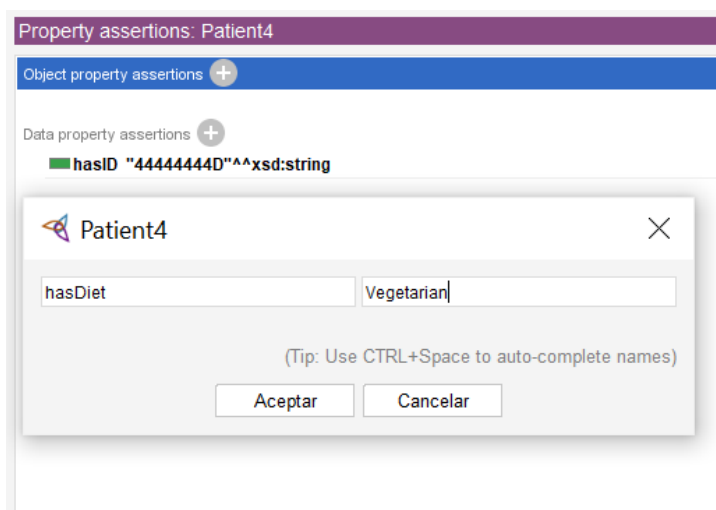 Property assertions: Patient4
Object property assertions
Data property assertions
hasID "44444444D"^^xsd:string
Patient4
hasDiet Vegetarian
(Tip: Use CTRL+Space to auto-complete names)
Aceptar Cancelar